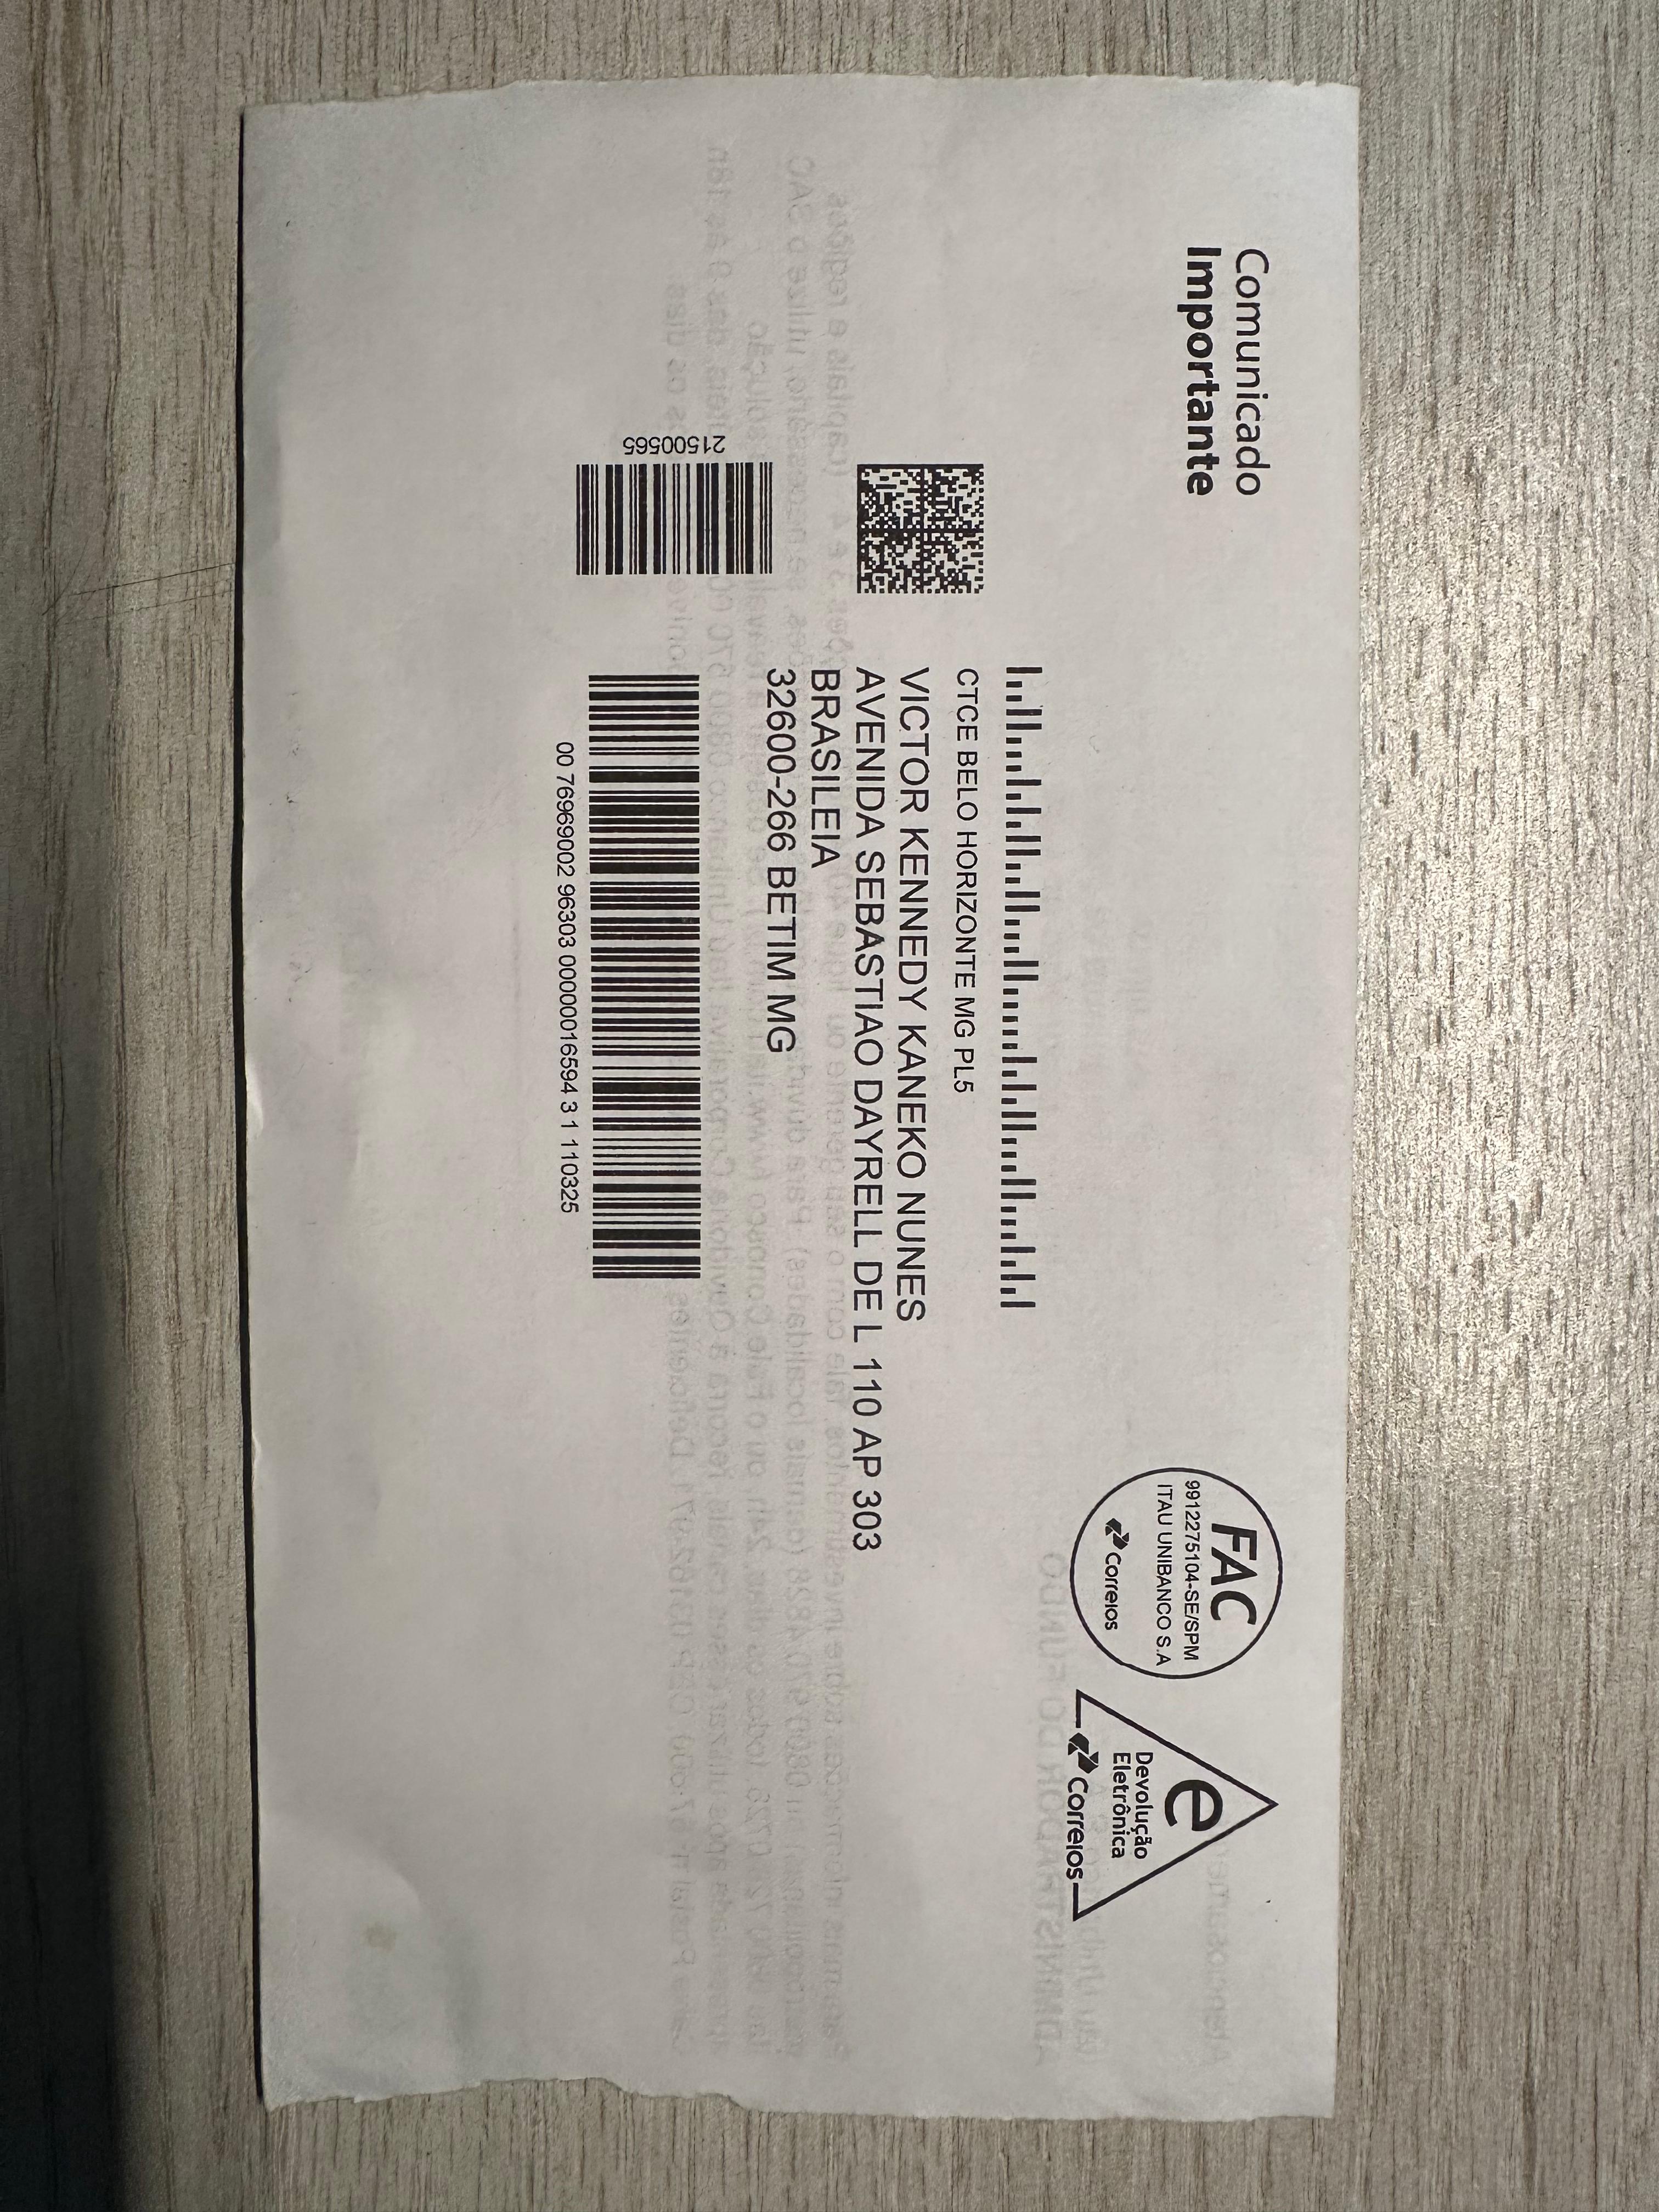 Comunicado
Importante
FAC
9912275104-SE/SPM
ITAU UNIBANCO S.A
Correios
e
Devolução
Eletrônica
Correios
CTCE BELO HORIZONTE MG PL5
VICTOR KENNEDY KANEKO NUNES
AVENIDA SEBASTIAO DAYRELL DE L 110 AP 303
BRASILEIA
32600-266 BETIM MG
21500565
00 76969002 96303 0000016594 3 1 110325